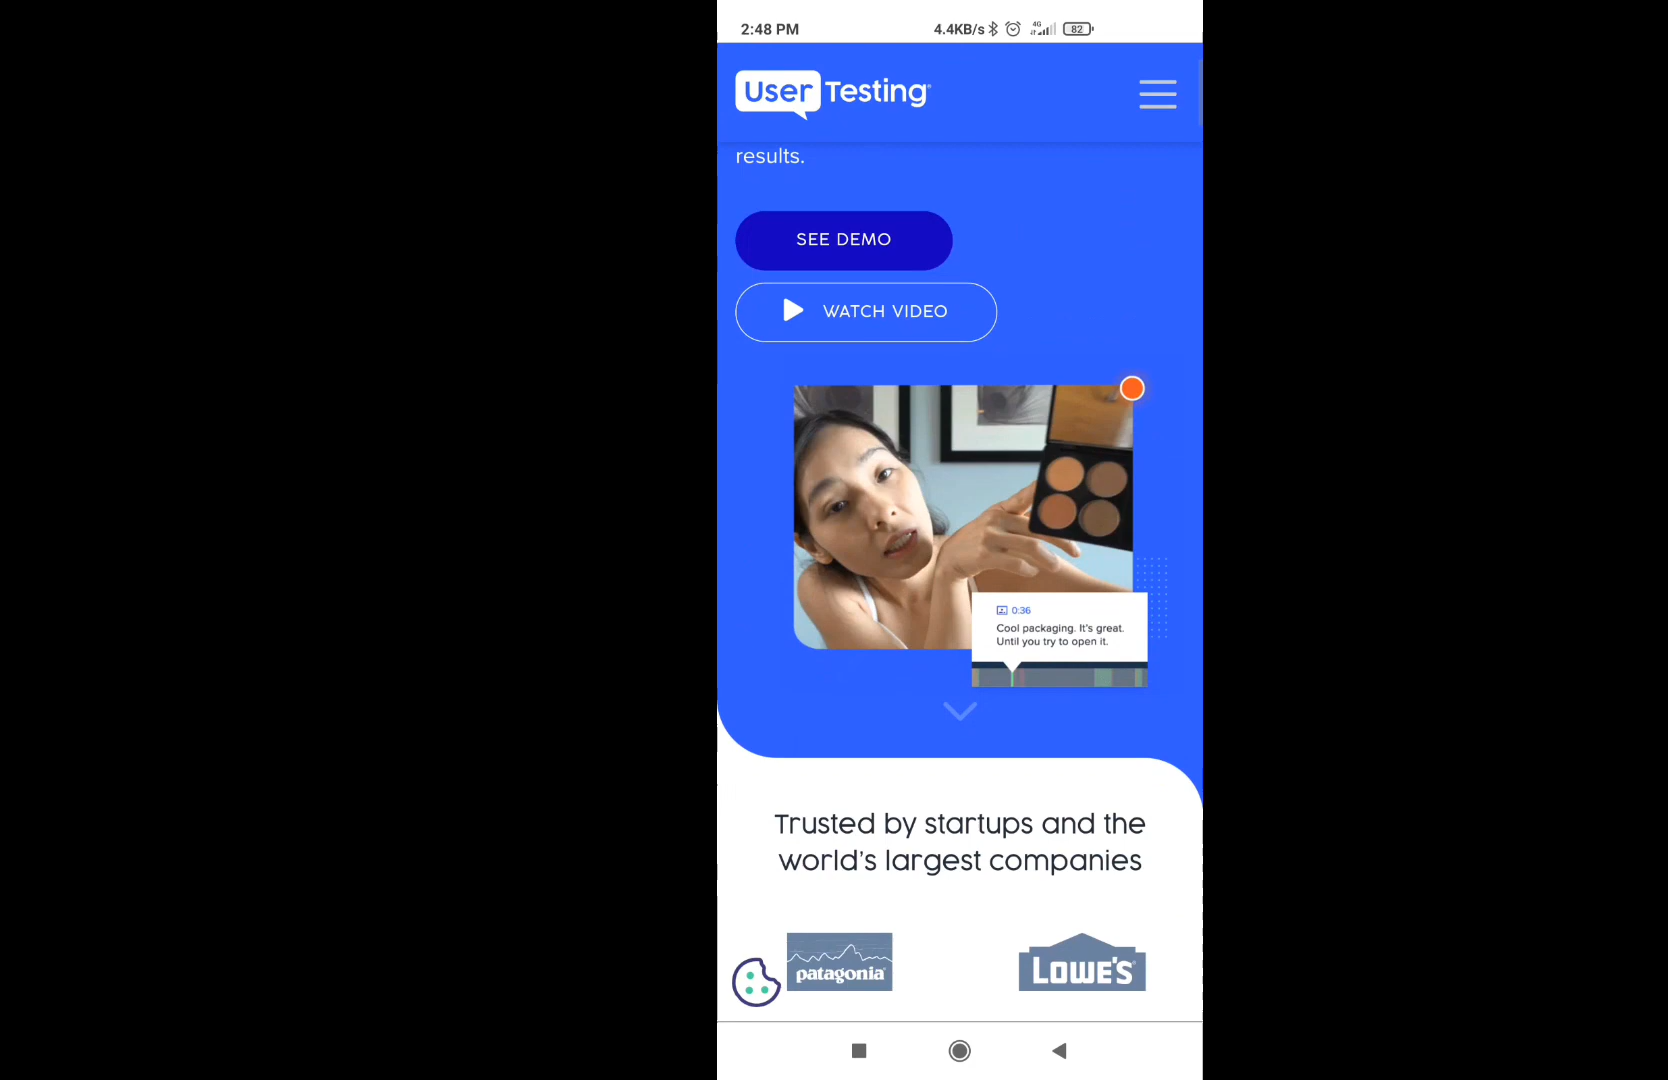 2:48 PM 4.4KB/s 4G 82
User Testing
results.
SEE DEMO
WATCH VIDEO
0:36
Cool packaging. It's great.
Until you try to open it.
Trusted by startups and the
world's largest companies
patagonia LOWE'S